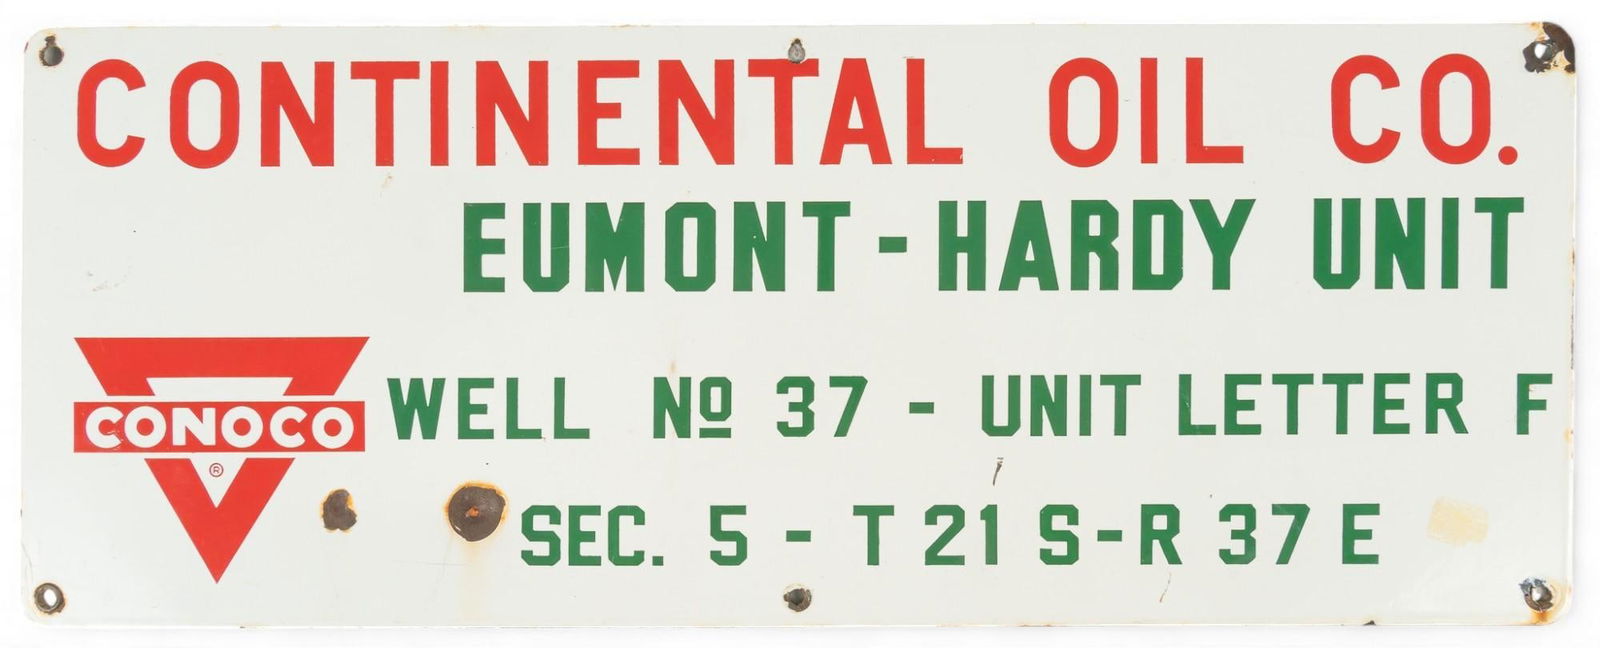 CONTINENTAL OIL CO.
EUMONT - HARDY UNIT
CONOCO
®
WELL Nº 37 - UNIT LETTER F
SEC. 5 - T 21 S - R 37 E